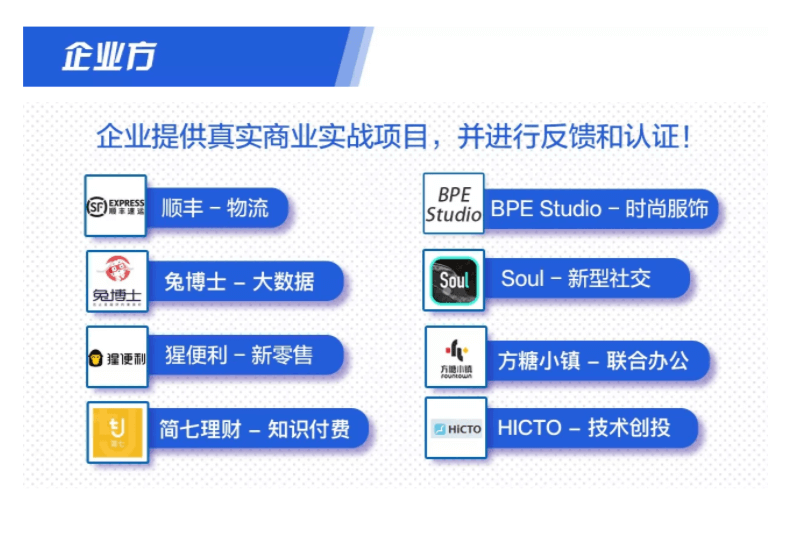 企业方
企业提供真实商业实战项目，并进行反馈和认证！
SF EXPRESS
顺丰速运
顺丰 – 物流
BPE
Studio
BPE Studio – 时尚服饰
兔博士
兔博士 – 大数据
Soul
Soul – 新型社交
猩便利
猩便利 – 新零售
方糖小镇
FOUNTOWN
方糖小镇 – 联合办公
简七
简七理财 – 知识付费
HiCTO
HICTO – 技术创投